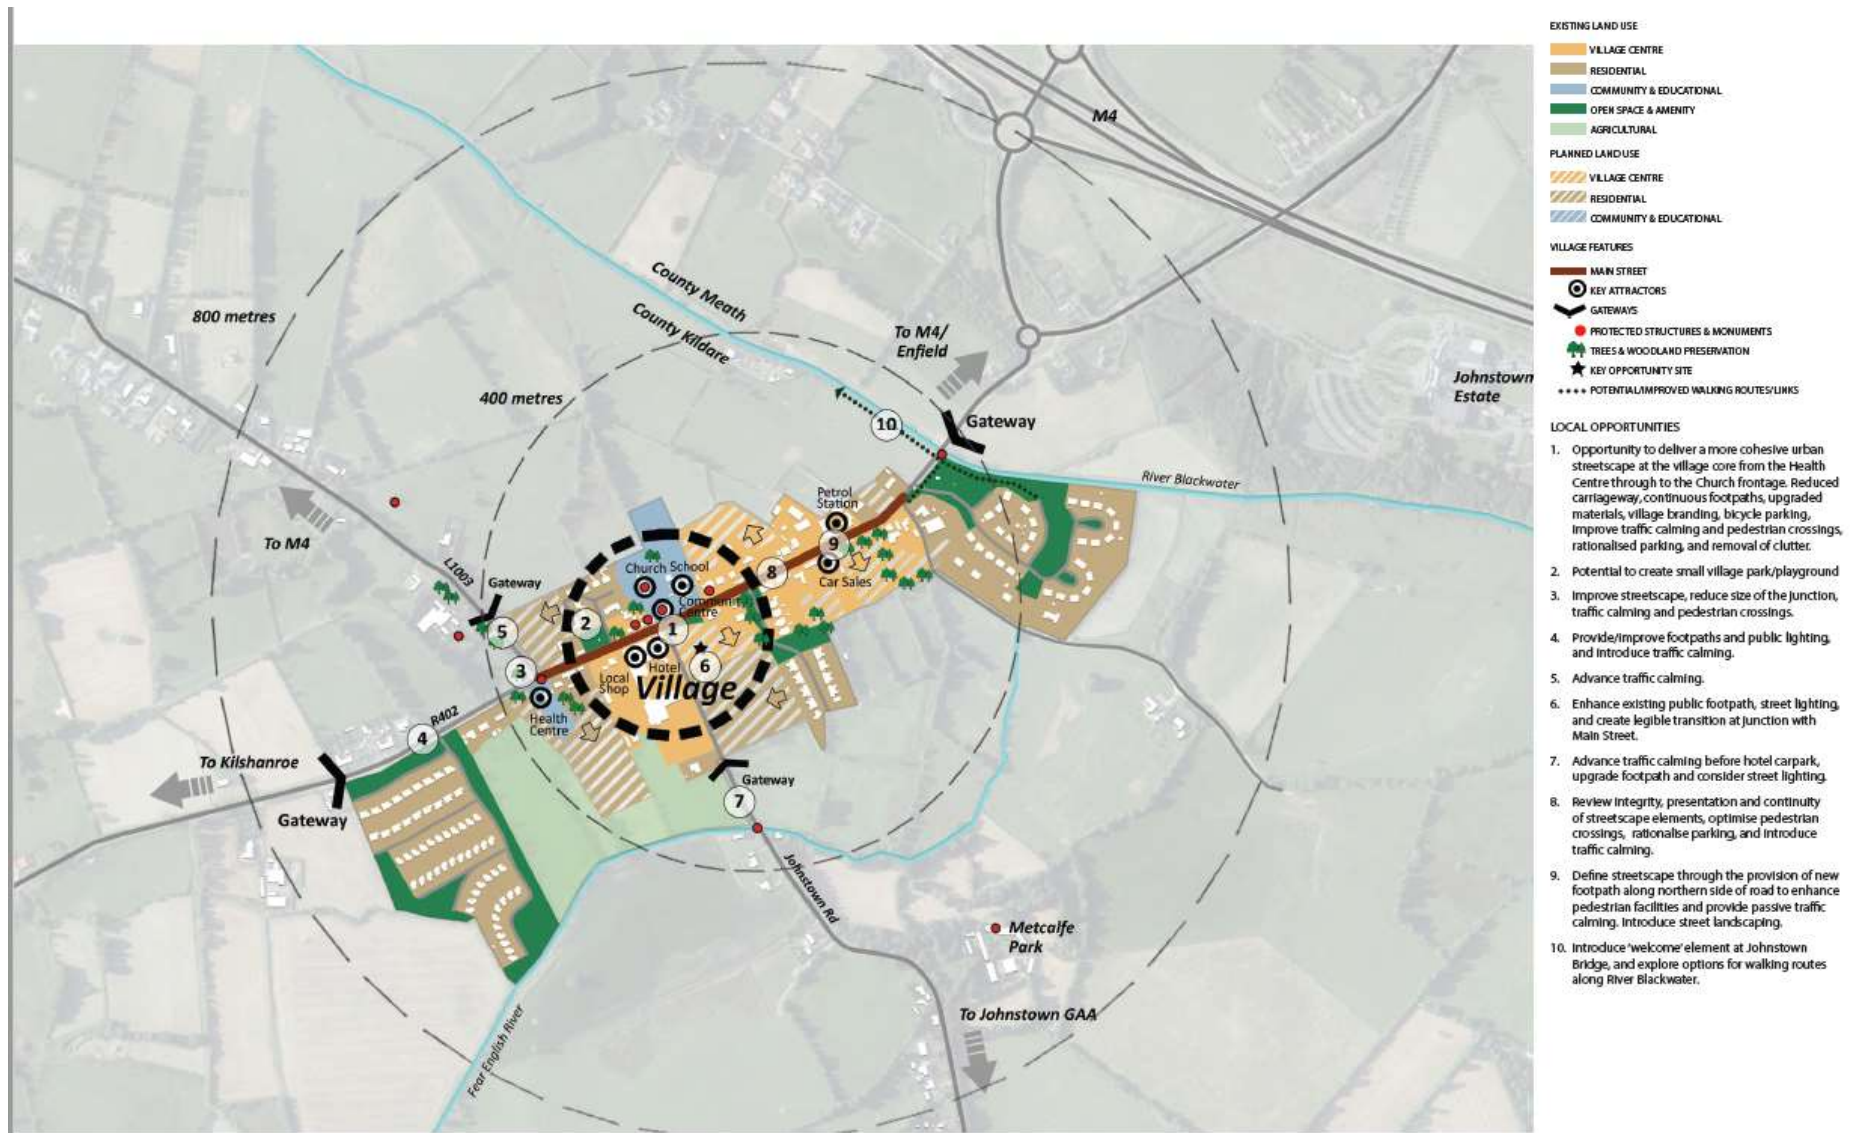 M4
800 metres
County Meath
County Kildare
To M4/
Enfield
400 metres
Johnstown
Estate
10
Gateway
River Blackwater
Petrol
Station
To M4
L1003
9
Gateway
Church
School
8
Car Sales
Community
Centre
2
5
1
3
Hotel
6
Local
Shop
Village
Health
Centre
R402
4
To Kilshanroe
Gateway
Gateway
7
Johnstown Rd
Metcalfe
Park
To Johnstown GAA
Fear English River
EXISTING LAND USE
VILLAGE CENTRE
RESIDENTIAL
COMMUNITY & EDUCATIONAL
OPEN SPACE & AMENITY
AGRICULTURAL
PLANNED LAND USE
VILLAGE CENTRE
RESIDENTIAL
COMMUNITY & EDUCATIONAL
VILLAGE FEATURES
MAIN STREET
KEY ATTRACTORS
GATEWAYS
PROTECTED STRUCTURES & MONUMENTS
TREES & WOODLAND PRESERVATION
KEY OPPORTUNITY SITE
POTENTIAL/IMPROVED WALKING ROUTES/LINKS
LOCAL OPPORTUNITIES
1. Opportunity to deliver a more cohesive urban
streetscape at the village core from the Health
Centre through to the Church frontage. Reduced
carriageway, continuous footpaths, upgraded
materials, village branding, bicycle parking,
improve traffic calming and pedestrian crossings,
rationalised parking, and removal of clutter.
2. Potential to create small village park/playground
3. Improve streetscape, reduce size of the junction,
traffic calming and pedestrian crossings.
4. Provide/improve footpaths and public lighting,
and introduce traffic calming.
5. Advance traffic calming.
6. Enhance existing public footpath, street lighting,
and create legible transition at junction with
Main Street.
7. Advance traffic calming before hotel carpark,
upgrade footpath and consider street lighting.
8. Review integrity, presentation and continuity
of streetscape elements, optimise pedestrian
crossings, rationalise parking, and introduce
traffic calming.
9. Define streetscape through the provision of new
footpath along northern side of road to enhance
pedestrian facilities and provide passive traffic
calming. Introduce street landscaping.
10. Introduce 'welcome' element at Johnstown
Bridge, and explore options for walking routes
along River Blackwater.